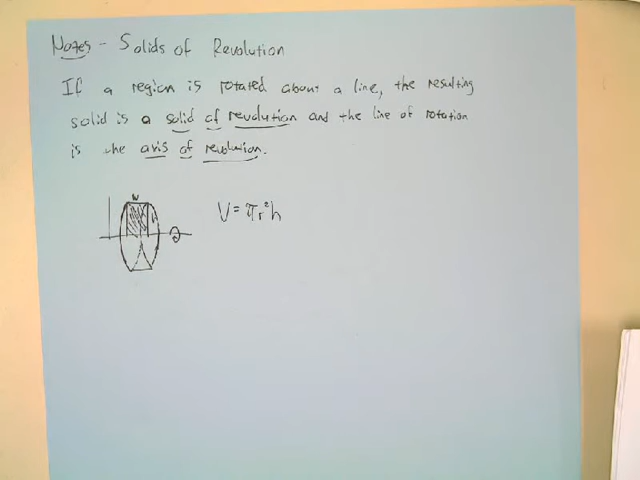 Notes - Solids of Revolution
If a region is rotated about a line, the resulting
solid is a solid of revolution and the line of rotation
is the axis of revolution.
w
V = πr²h